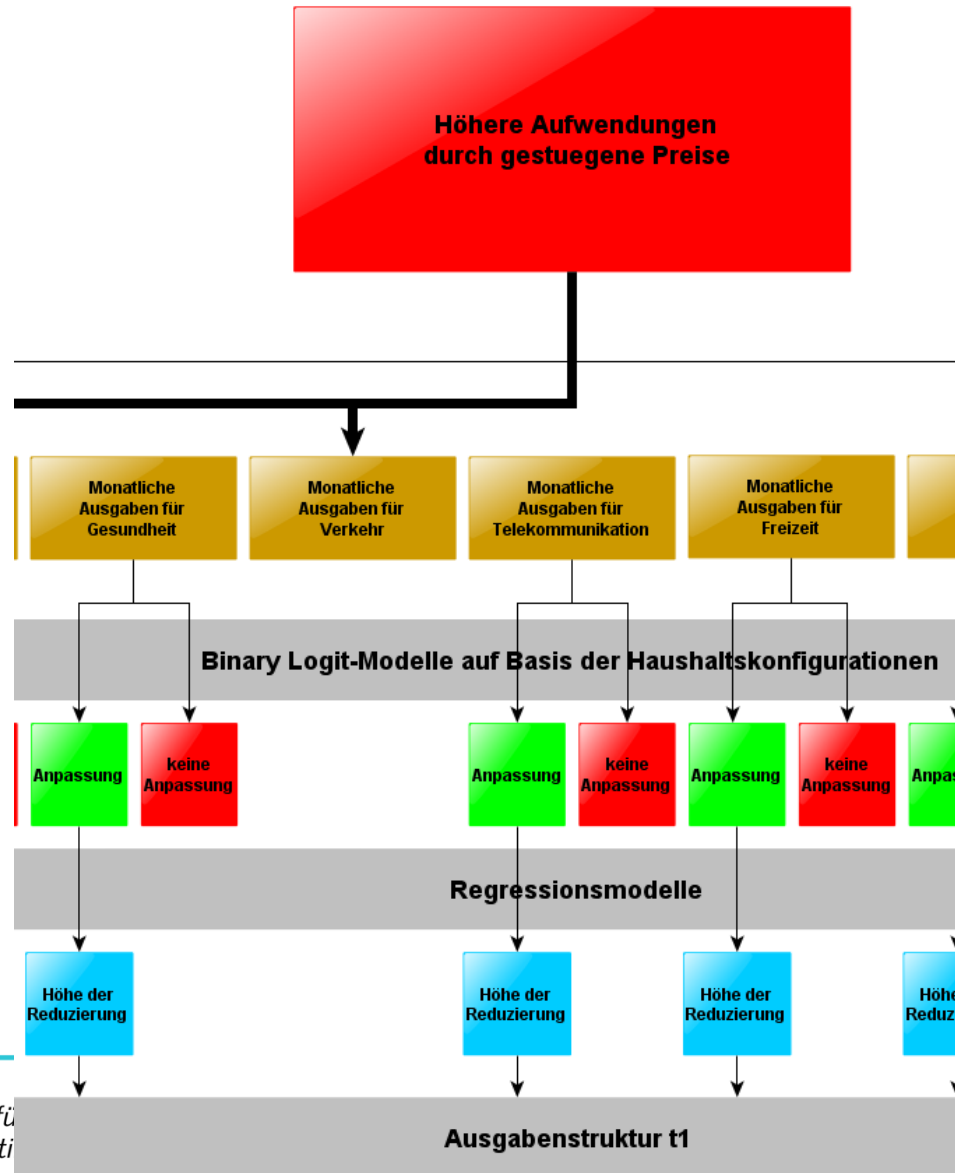 Höhere Aufwendungen
durch gestuegene Preise
Monatliche
Ausgaben für
Gesundheit
Monatliche
Ausgaben für
Verkehr
Monatliche
Ausgaben für
Telekommunikation
Monatliche
Ausgaben für
Freizeit
Binary Logit-Modelle auf Basis der Haushaltskonfigurationen
Anpassung
keine
Anpassung
Anpassung
keine
Anpassung
Anpassung
keine
Anpassung
Regressionsmodelle
Höhe der
Reduzierung
Höhe der
Reduzierung
Höhe der
Reduzierung
Ausgabenstruktur t1